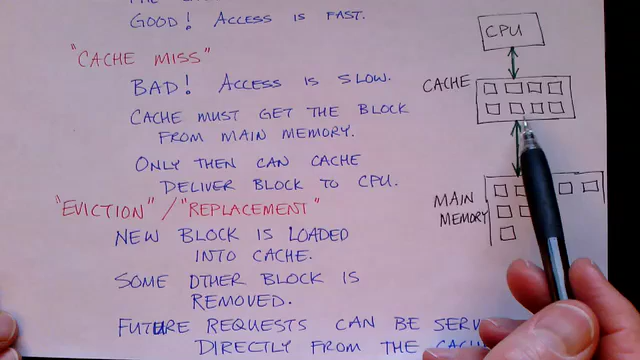 GOOD! ACCESS IS FAST.
"CACHE MISS"
BAD! ACCESS IS SLOW.
CACHE MUST GET THE BLOCK
FROM MAIN MEMORY.
ONLY THEN CAN CACHE
DELIVER BLOCK TO CPU.
"EVICTION"/"REPLACEMENT"
NEW BLOCK IS LOADED
INTO CACHE.
SOME OTHER BLOCK IS
REMOVED.
FUTURE REQUESTS CAN BE SERV
DIRECTLY FROM THE CACHE
CPU
CACHE
MAIN
MEMORY